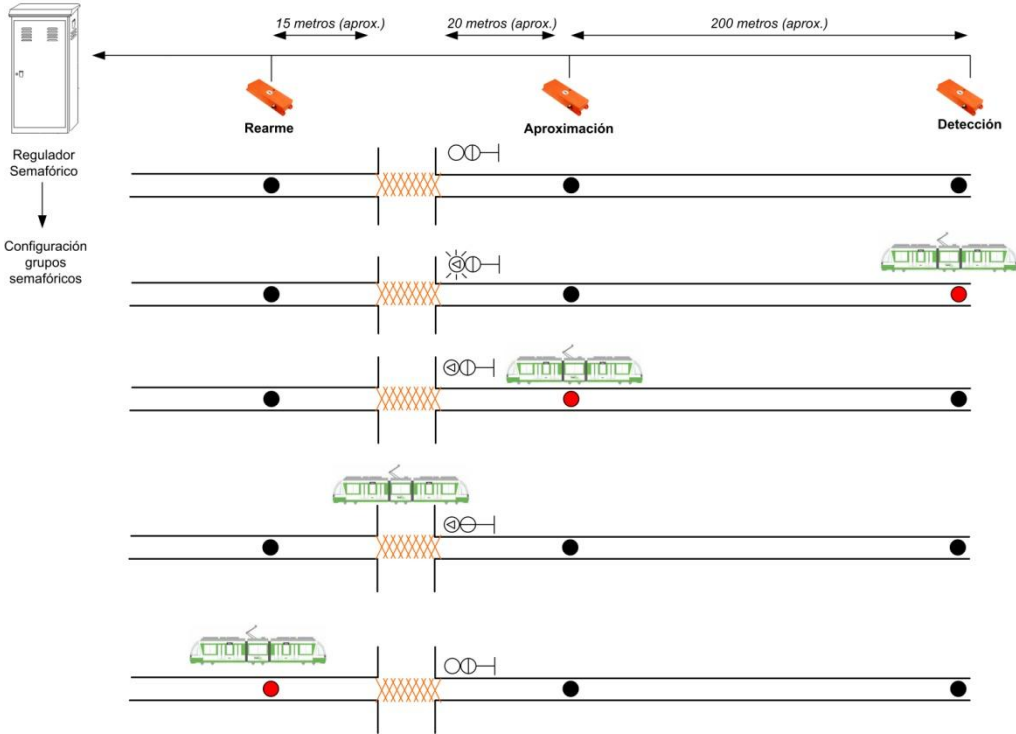 15 metros (aprox.)
20 metros (aprox.)
200 metros (aprox.)
Rearme
Aproximación
Detección
Regulador
Semafórico
Configuración
grupos
semafóricos